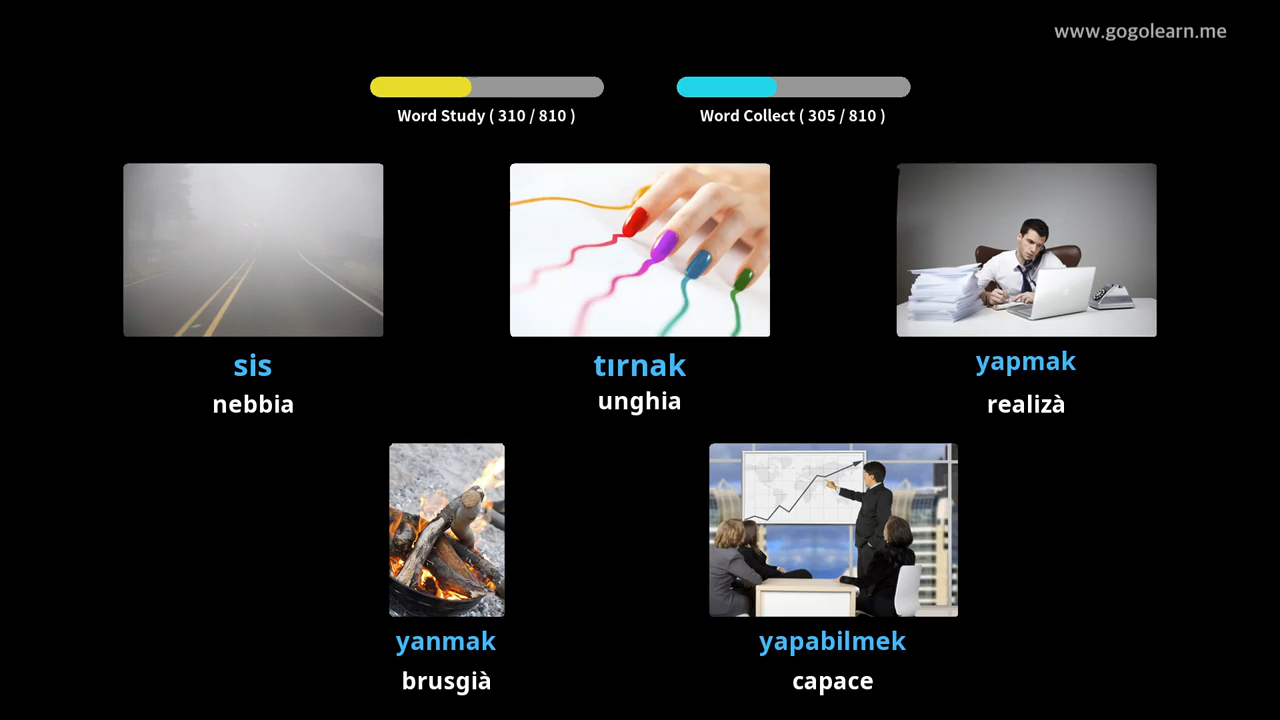 www.gogolearn.me
Word Study ( 310 / 810 )
Word Collect ( 305 / 810 )
sis
nebbia
tırnak
unghia
yapmak
realizà
yanmak
brusgià
yapabilmek
capace